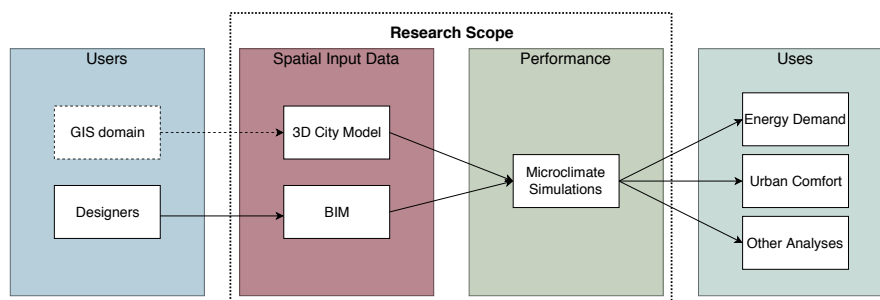 Research Scope
Users
Spatial Input Data
Performance
Uses
GIS domain
3D City Model
Energy Demand
Microclimate
Simulations
Urban Comfort
Designers
BIM
Other Analyses